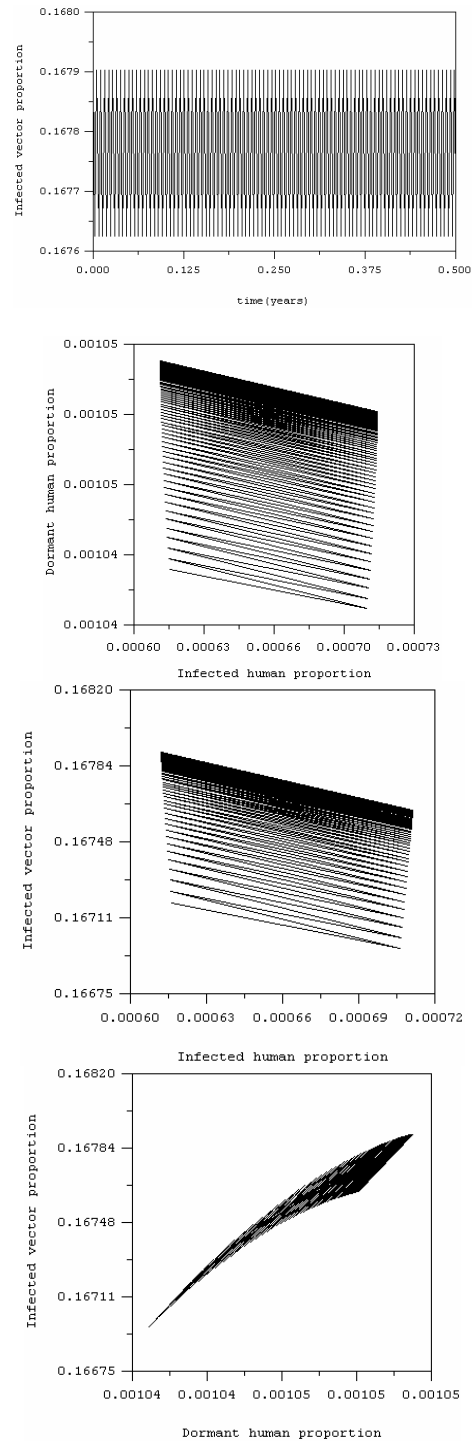 0.1680
0.1679
0.1678
0.1677
0.1676
Infected vector proportion
0.000 0.125 0.250 0.375 0.500
time(years)
0.00105
0.00105
0.00105
0.00104
0.00104
Dormant human proportion
0.00060 0.00063 0.00066 0.00070 0.00073
Infected human proportion
0.16820
0.16784
0.16748
0.16711
0.16675
Infected vector proportion
0.00060 0.00063 0.00066 0.00069 0.00072
Infected human proportion
0.16820
0.16784
0.16748
0.16711
0.16675
Infected vector proportion
0.00104 0.00104 0.00105 0.00105 0.00105
Dormant human proportion